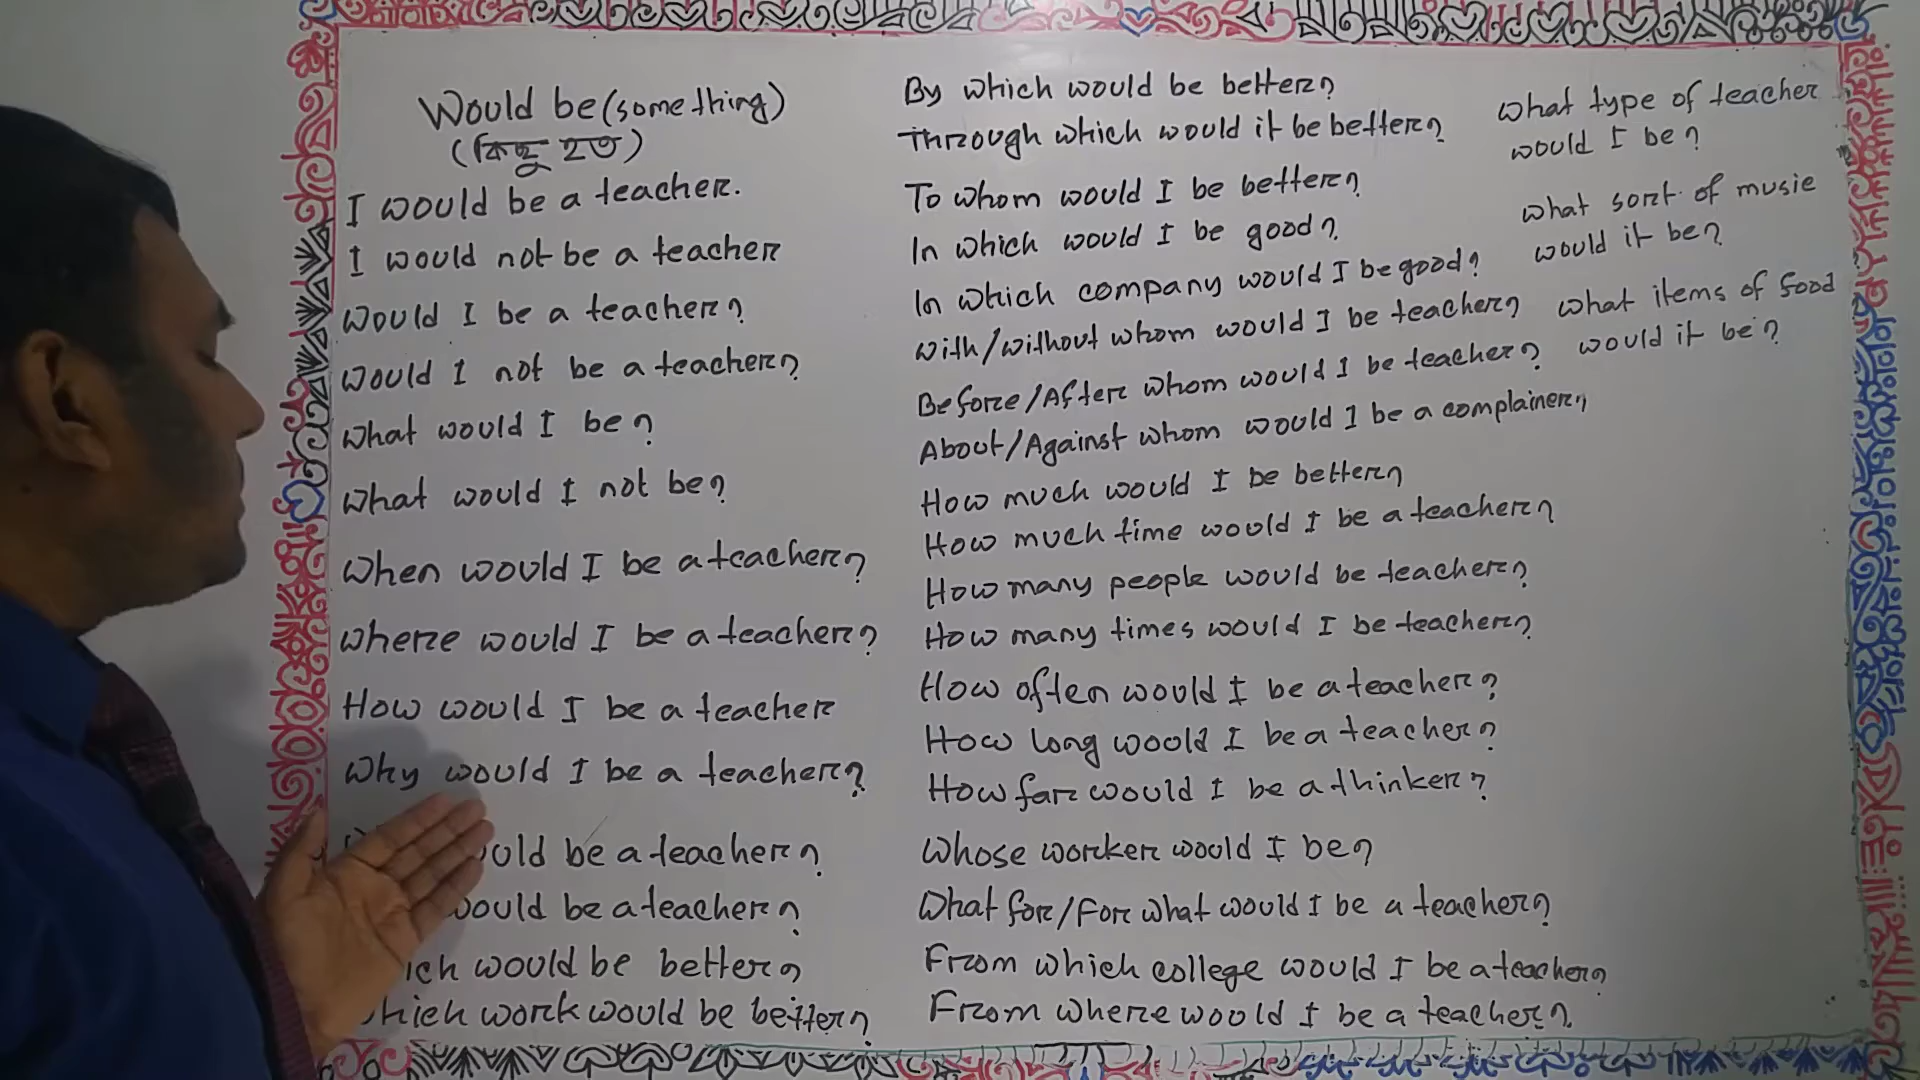 Would be (something)
(কিছু হত)
I would be a teacher.
I would not be a teacher
Would I be a teacher?
Would I not be a teacher?
What would I be?
What would I not be?
When would I be a teacher?
Where would I be a teacher?
How would I be a teacher
Why would I be a teacher?
would be a teacher?
would be a teacher?
which would be better?
which work would be better?
By which would be better?
Through which would it be better?
To whom would I be better?
In which would I be good?
In which company would I be good?
With/without whom would I be teacher?
Before/After whom would I be teacher?
About/Against whom would I be a complainer?
How much would I be better?
How much time would I be a teacher?
How many people would be teacher?
How many times would I be teacher?
How often would I be a teacher?
How long woold I be a teacher?
How far would I be a thinker?
Whose worker would I be?
What for/For what would I be a teacher?
From which college would I be a teacher?
From where woold I be a teacher?
What type of teacher
would I be?
What sort of musie
would it be?
What items of food
would it be?